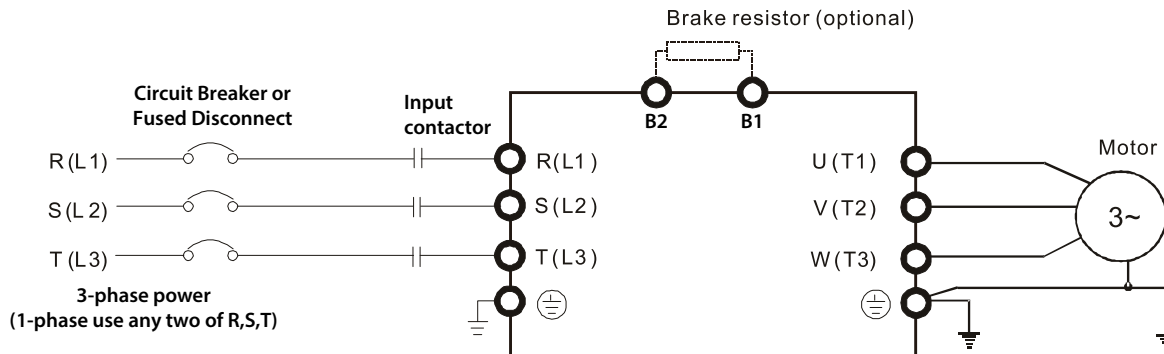 Brake resistor (optional)
Circuit Breaker or
Fused Disconnect
Input
contactor
B2
B1
R(L1)
R(L1)
U(T1)
Motor
S(L2)
S(L2)
V(T2)
3~
T(L3)
T(L3)
W(T3)
3-phase power
(1-phase use any two of R,S,T)